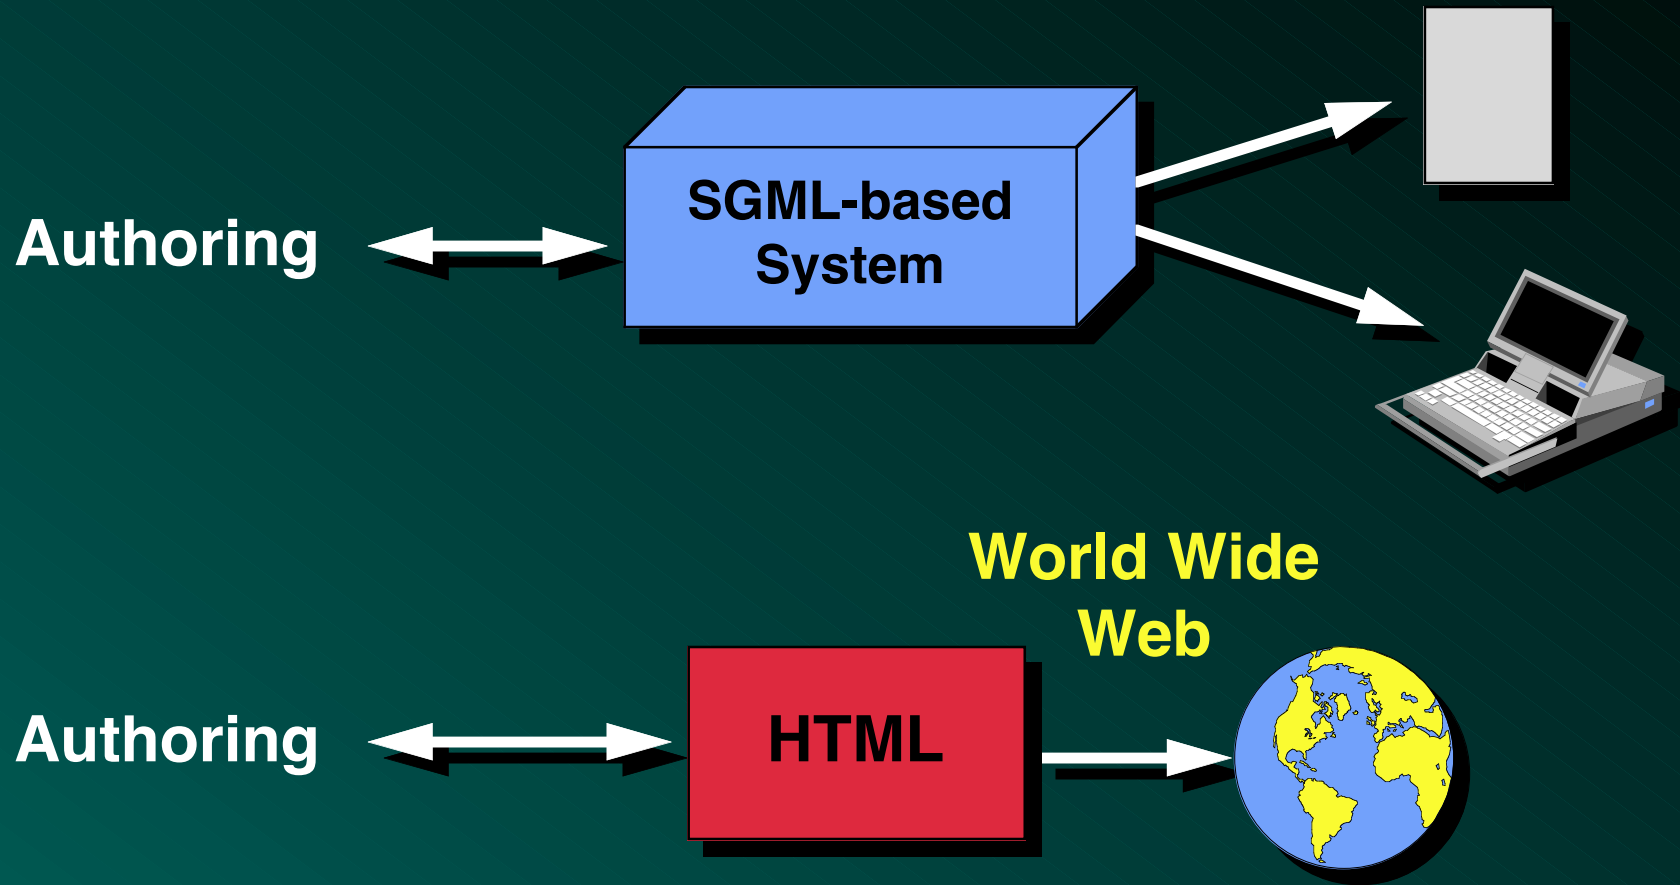 SGML-based
System
Authoring
World Wide
Web
Authoring
HTML